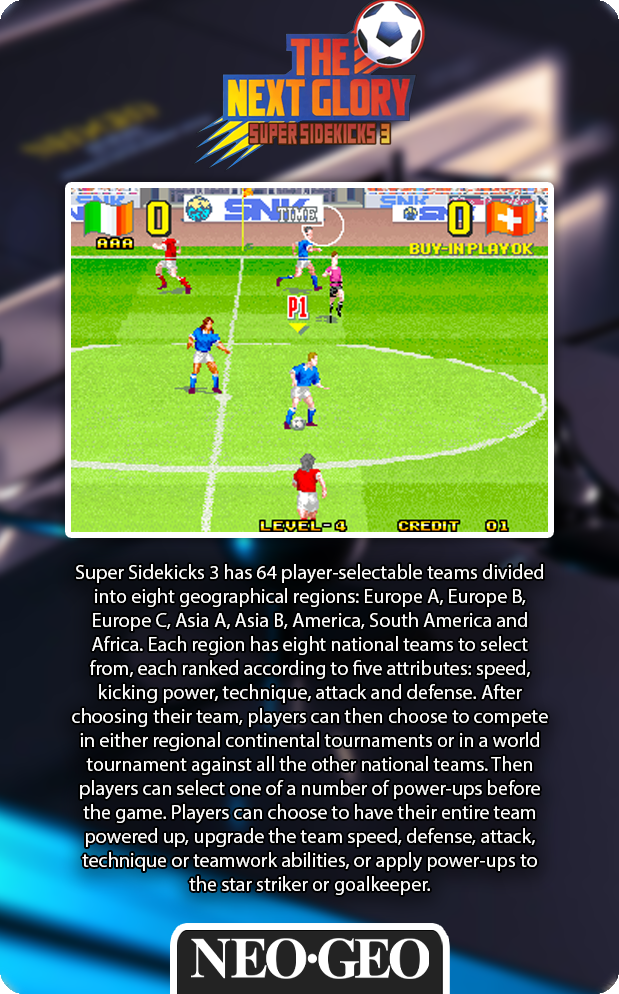 THE
NEXT GLORY
SUPER SIDEKICKS 3
SNK
SNK
0
SNK
TIME
0
SNK
AAA
BUY-IN PLAY OK
P1
LEVEL-4
CREDIT 01
Super Sidekicks 3 has 64 player-selectable teams divided
into eight geographical regions: Europe A, Europe B,
Europe C, Asia A, Asia B, America, South America and
Africa. Each region has eight national teams to select
from, each ranked according to five attributes: speed,
kicking power, technique, attack and defense. After
choosing their team, players can then choose to compete
in either regional continental tournaments or in a world
tournament against all the other national teams. Then
players can select one of a number of power-ups before
the game. Players can choose to have their entire team
powered up, upgrade the team speed, defense, attack,
technique or teamwork abilities, or apply power-ups to
the star striker or goalkeeper.
NEO•GEO